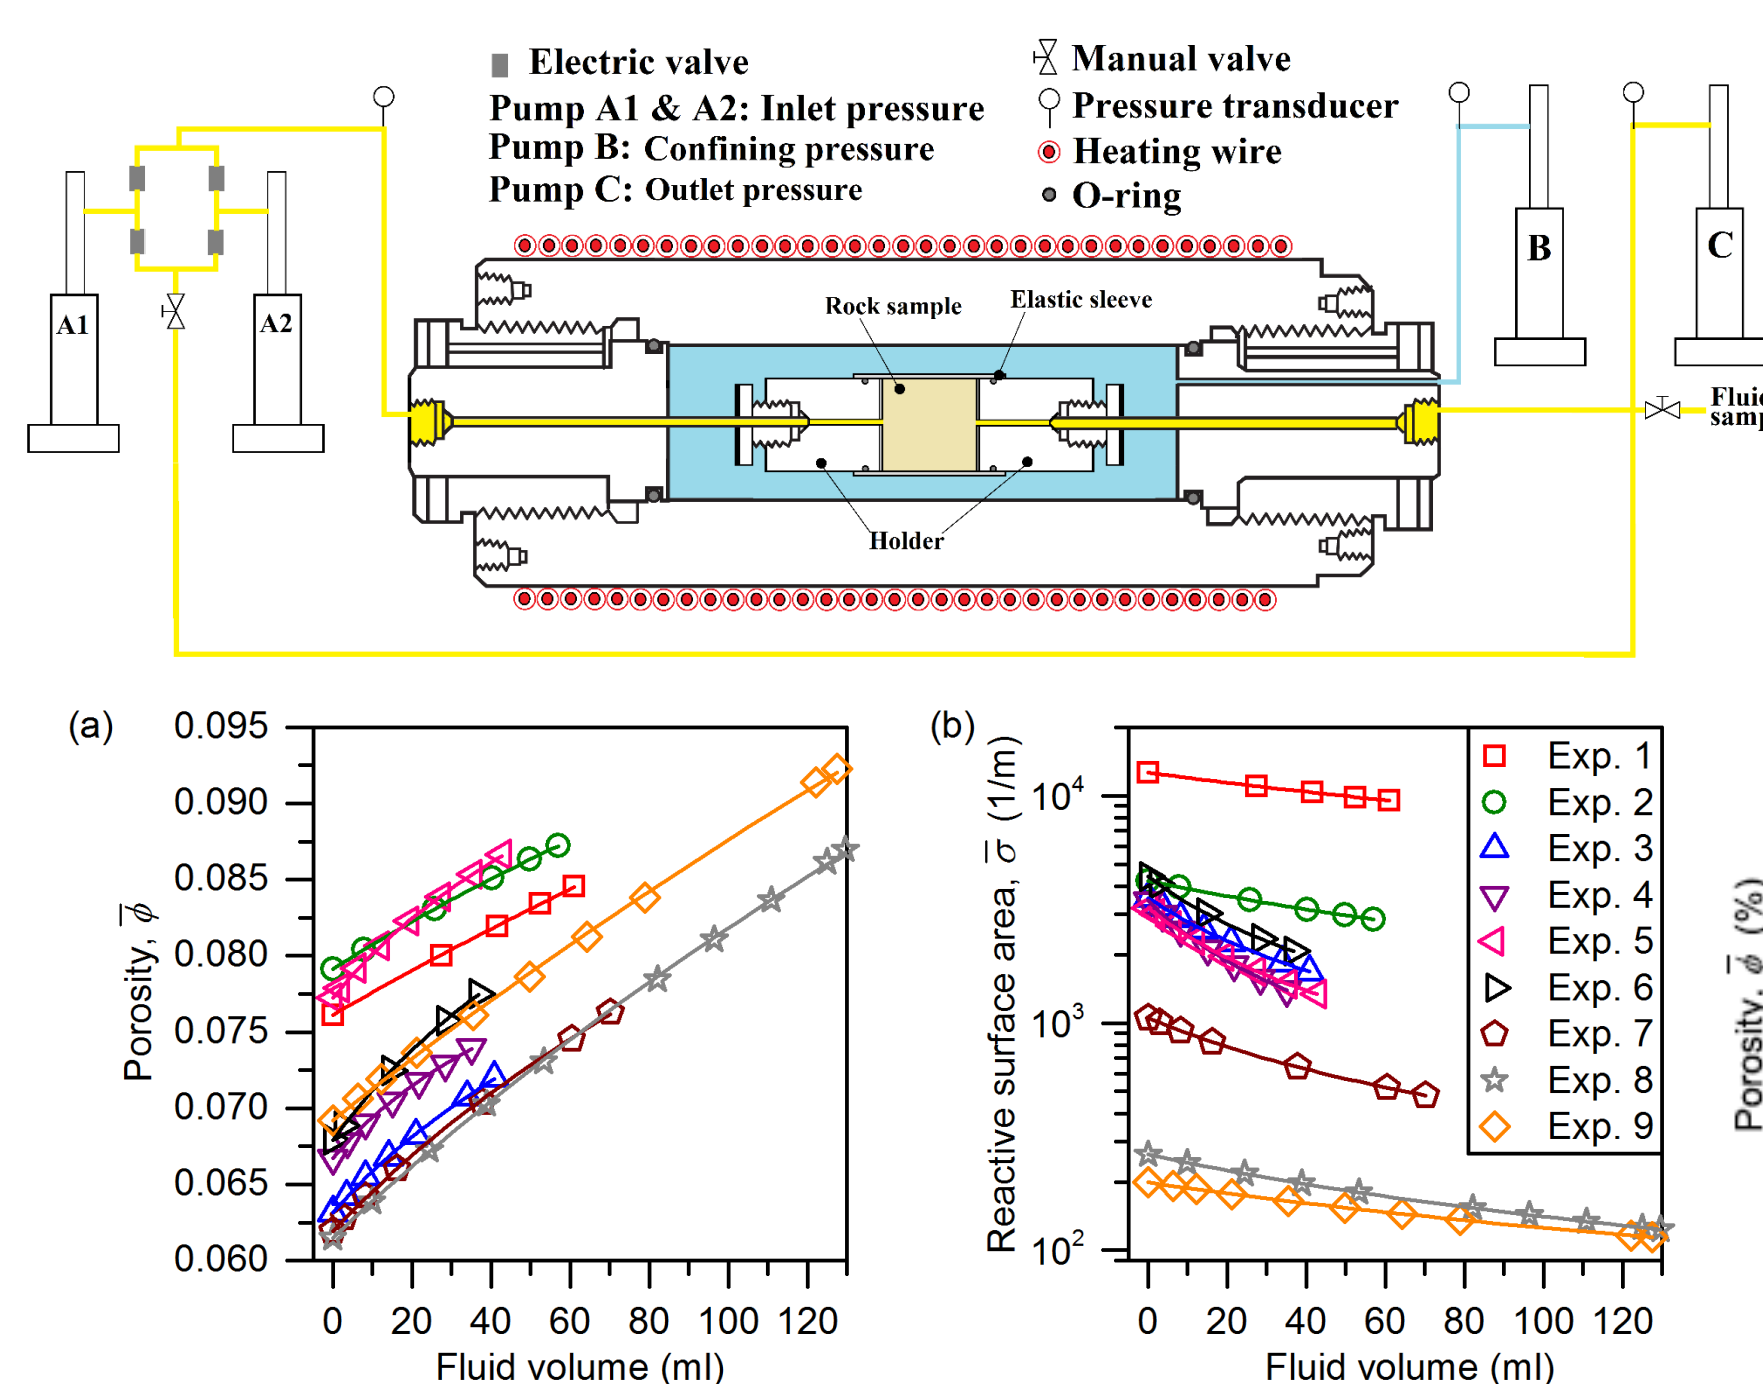 Electric valve
Pump A1 & A2: Inlet pressure
Pump B: Confining pressure
Pump C: Outlet pressure
Manual valve
Pressure transducer
Heating wire
O-ring
A1
A2
B
C
Rock sample
Elastic sleeve
Holder
(a)
0.095
0.090
0.085
0.080
0.075
0.070
0.065
0.060
Porosity, ϕ̅
0 20 40 60 80 100 120
Fluid volume (ml)
(b)
10⁴
10³
10²
Reactive surface area, σ̅ (1/m)
0 20 40 60 80 100 120
Fluid volume (ml)
Exp. 1
Exp. 2
Exp. 3
Exp. 4
Exp. 5
Exp. 6
Exp. 7
Exp. 8
Exp. 9
Porosity, ϕ̅ (%)